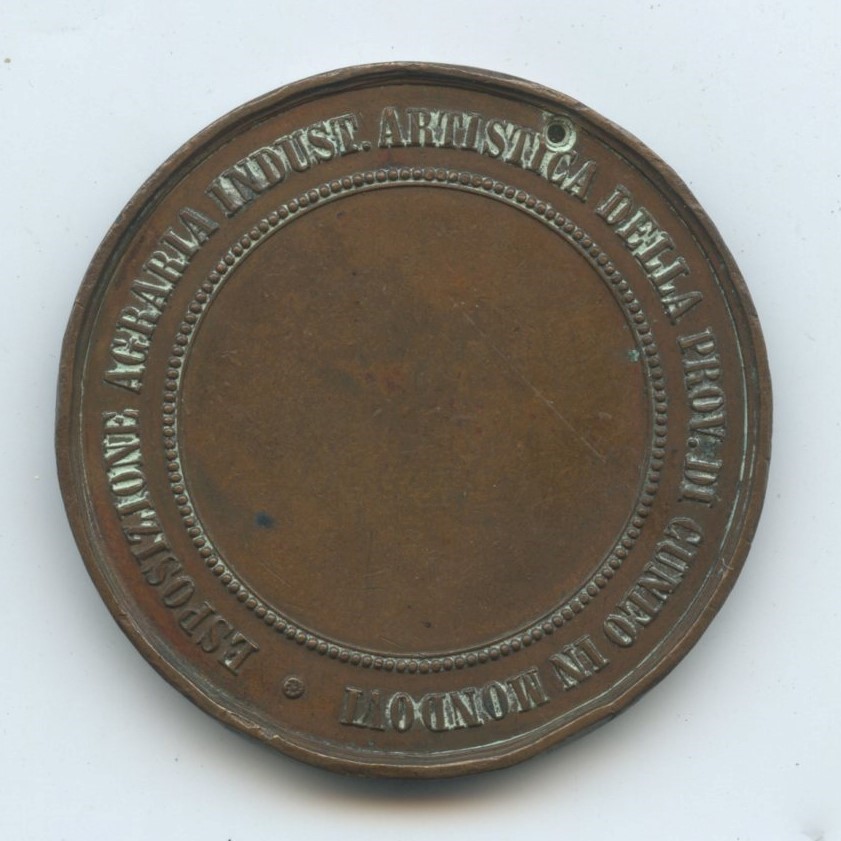 ESPOSIZIONE AGRARIA INDUST. ARTISTICA DELLA PROV. DI CUNEO IN MONDOVI